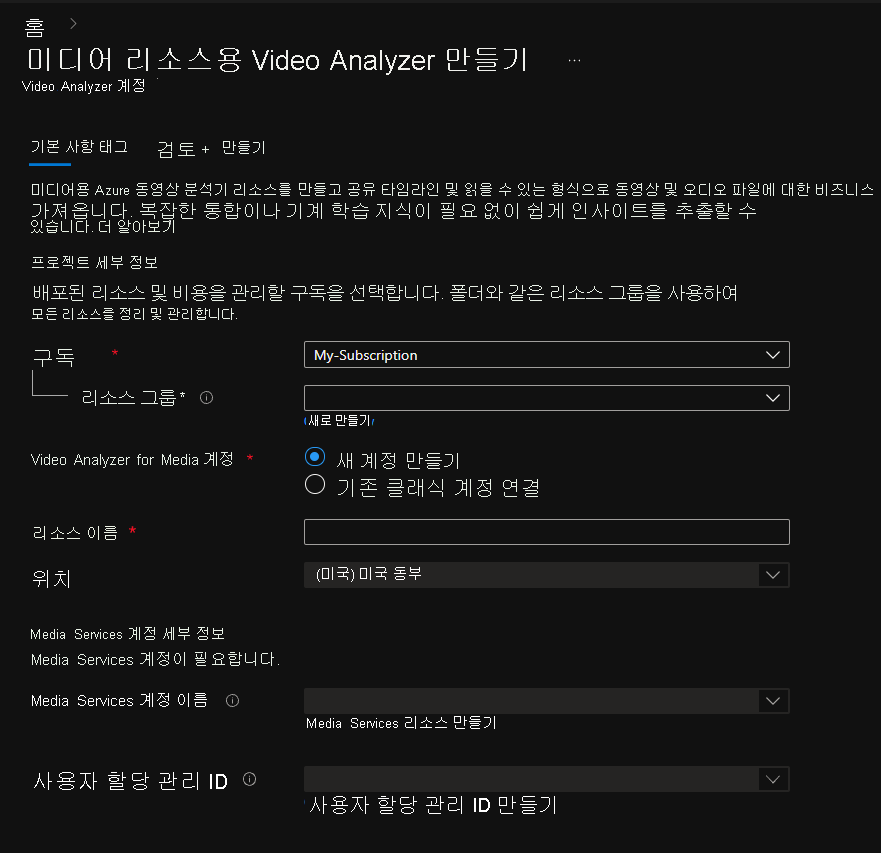 홈 >
미디어 리소스용 Video Analyzer 만들기 ...
Video Analyzer 계정
기본 사항 태그 검토 + 만들기
미디어용 Azure 동영상 분석기 리소스를 만들고 공유 타임라인 및 읽을 수 있는 형식으로 동영상 및 오디오 파일에 대한 비즈니스
가져옵니다. 복잡한 통합이나 기계 학습 지식이 필요 없이 쉽게 인사이트를 추출할 수
있습니다. 더 알아보기
프로젝트 세부 정보
배포된 리소스 및 비용을 관리할 구독을 선택합니다. 폴더와 같은 리소스 그룹을 사용하여
모든 리소스를 정리 및 관리합니다.
구독 * My-Subscription
리소스 그룹*
새로 만들기
Video Analyzer for Media 계정 * 새 계정 만들기
기존 클래식 계정 연결
리소스 이름 *
위치 (미국) 미국 동부
Media Services 계정 세부 정보
Media Services 계정이 필요합니다.
Media Services 계정 이름
Media Services 리소스 만들기
사용자 할당 관리 ID
사용자 할당 관리 ID 만들기